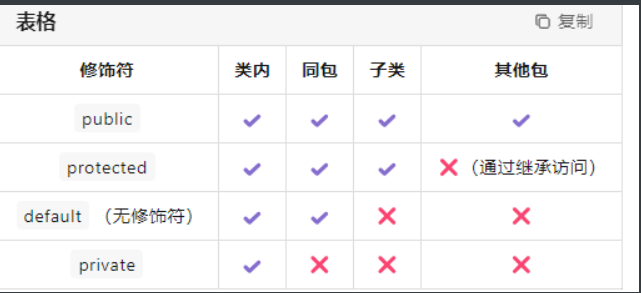 表格 复制
修饰符 类内 同包 子类 其他包
public ✔ ✔ ✔ ✔
protected ✔ ✔ ✔ ❌（通过继承访问）
default （无修饰符） ✔ ✔ ❌ ❌
private ✔ ❌ ❌ ❌